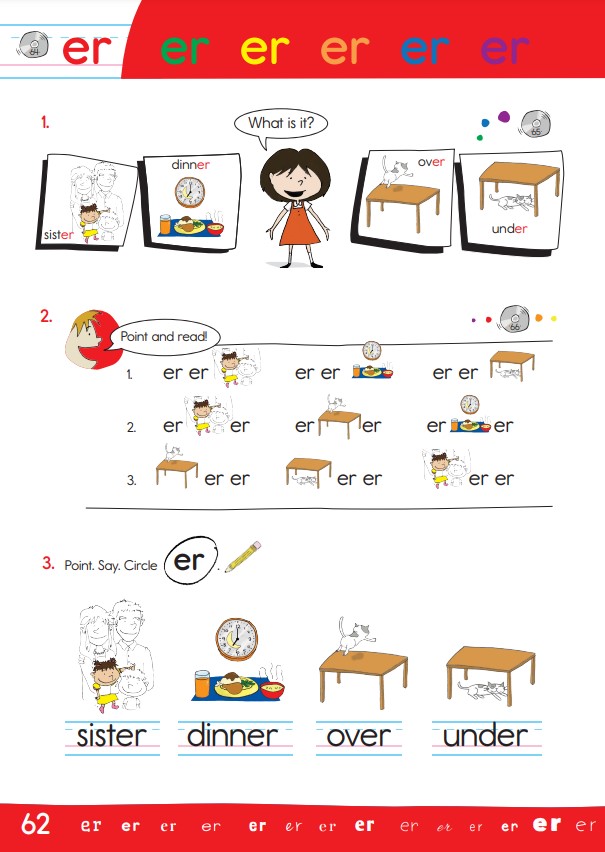 64 er er er er er er
1.
What is it?
65
sister
dinner
over
under
2.
Point and read!
66
1. er er er er er er
2. er er er er er er
3. er er er er er er
3. Point. Say. Circle er .
sister dinner over under
62 er er er er er er er er er er er er er er